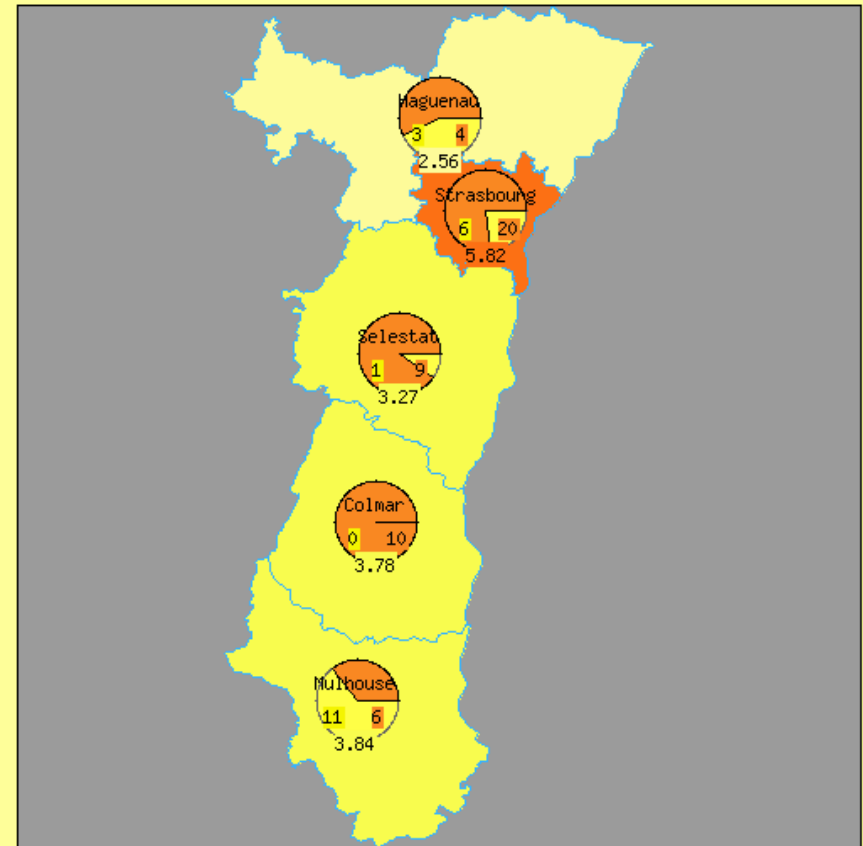 Haguenau
3 4
2.56
Strasbourg
6 20
5.82
Selestat
1 9
3.27
Colmar
0 10
3.78
Mulhouse
11 6
3.84